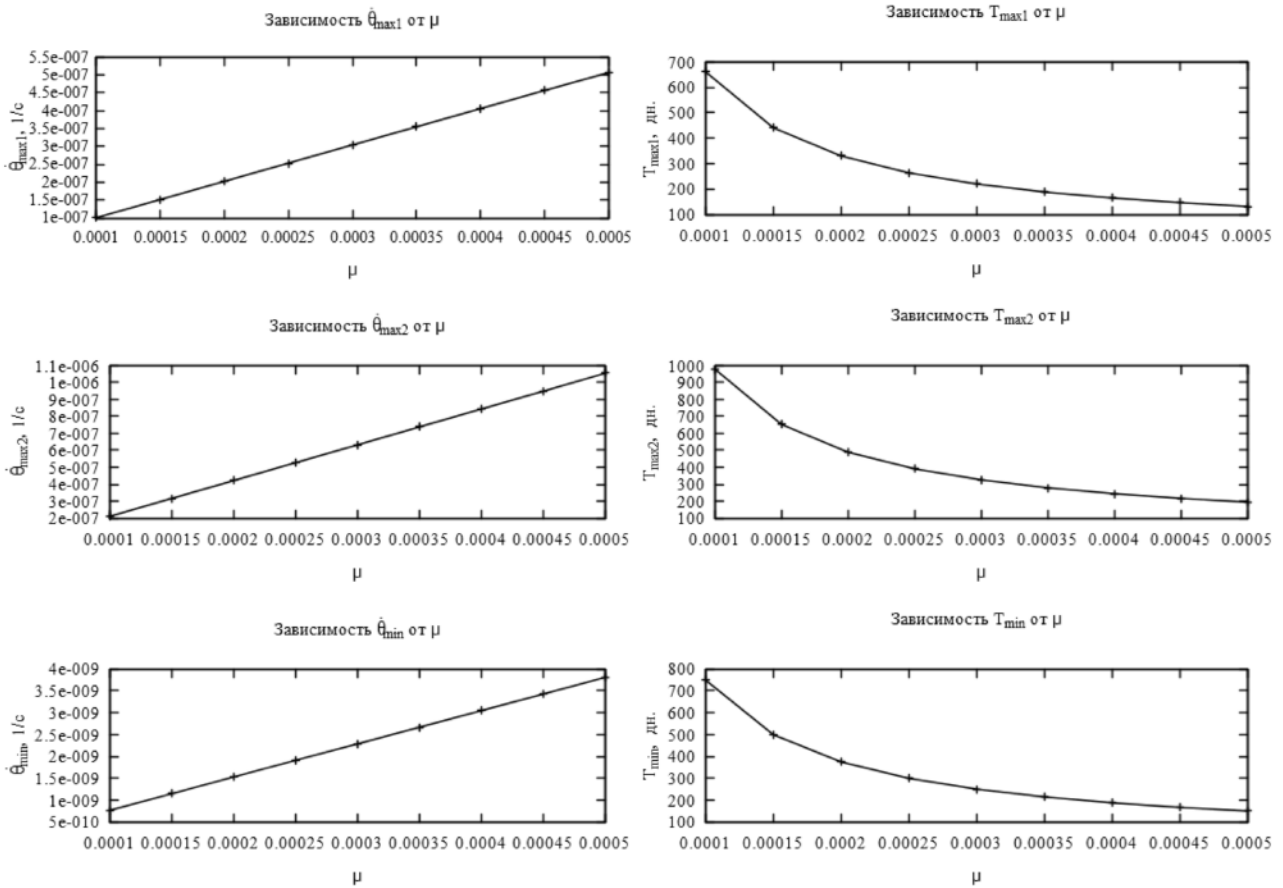 Зависимость θ̇max1 от μ
θ̇max1, 1/с
5.5e-007
5e-007
4.5e-007
4e-007
3.5e-007
3e-007
2.5e-007
2e-007
1.5e-007
1e-007
0.0001 0.00015 0.0002 0.00025 0.0003 0.00035 0.0004 0.00045 0.0005
μ
Зависимость Tmax1 от μ
Tmax1, дн.
700
600
500
400
300
200
100
0.0001 0.00015 0.0002 0.00025 0.0003 0.00035 0.0004 0.00045 0.0005
μ
Зависимость θ̇max2 от μ
θ̇max2, 1/с
1.1e-006
1e-006
9e-007
8e-007
7e-007
6e-007
5e-007
4e-007
3e-007
2e-007
0.0001 0.00015 0.0002 0.00025 0.0003 0.00035 0.0004 0.00045 0.0005
μ
Зависимость Tmax2 от μ
Tmax2, дн.
1000
900
800
700
600
500
400
300
200
100
0.0001 0.00015 0.0002 0.00025 0.0003 0.00035 0.0004 0.00045 0.0005
μ
Зависимость θ̇min от μ
θ̇min, 1/с
4e-009
3.5e-009
3e-009
2.5e-009
2e-009
1.5e-009
1e-009
5e-010
0.0001 0.00015 0.0002 0.00025 0.0003 0.00035 0.0004 0.00045 0.0005
μ
Зависимость Tmin от μ
Tmin, дн.
800
700
600
500
400
300
200
100
0.0001 0.00015 0.0002 0.00025 0.0003 0.00035 0.0004 0.00045 0.0005
μ